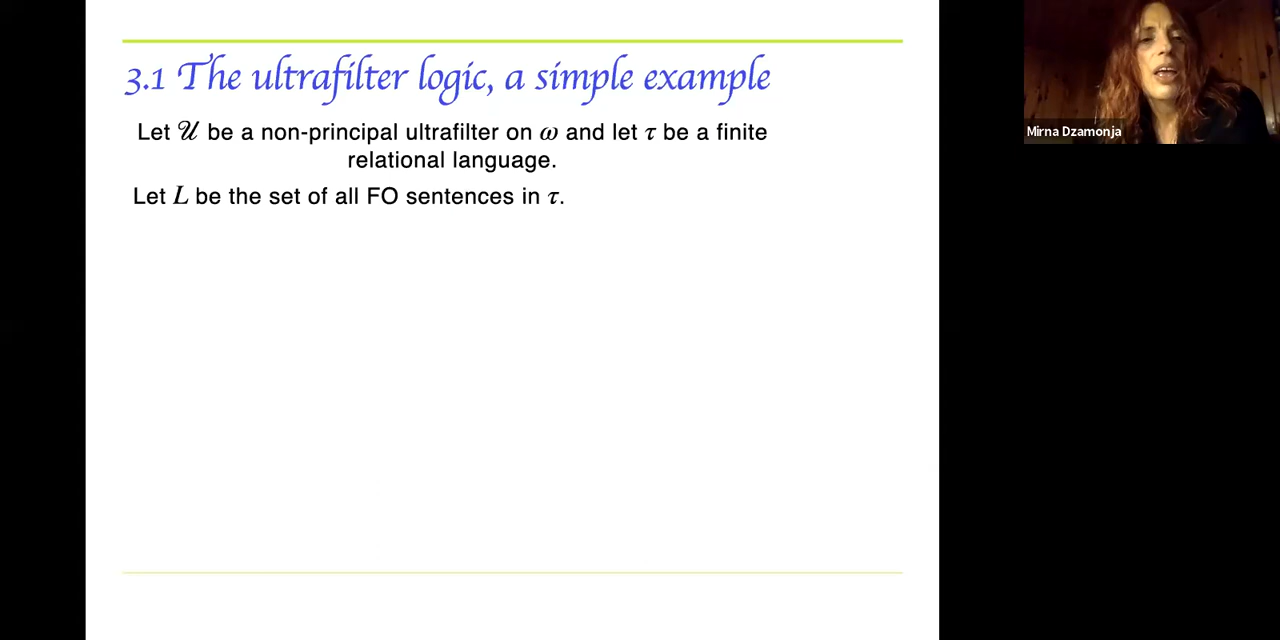 3.1 The ultrafilter logic, a simple example
Let 𝒰 be a non-principal ultrafilter on ω and let τ be a finite
relational language.
Let L be the set of all FO sentences in τ.
Mirna Dzamonja